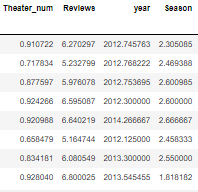 Theater_num Reviews year Season
0.910722 6.270297 2012.745763 2.305085
0.717834 5.232799 2012.768222 2.469388
0.877597 5.976078 2012.753695 2.600985
0.924266 6.595087 2012.300000 2.600000
0.920988 6.640219 2014.266667 2.666667
0.658479 5.164744 2012.125000 2.458333
0.834181 6.080549 2013.300000 2.550000
0.928040 6.800025 2013.545455 1.818182